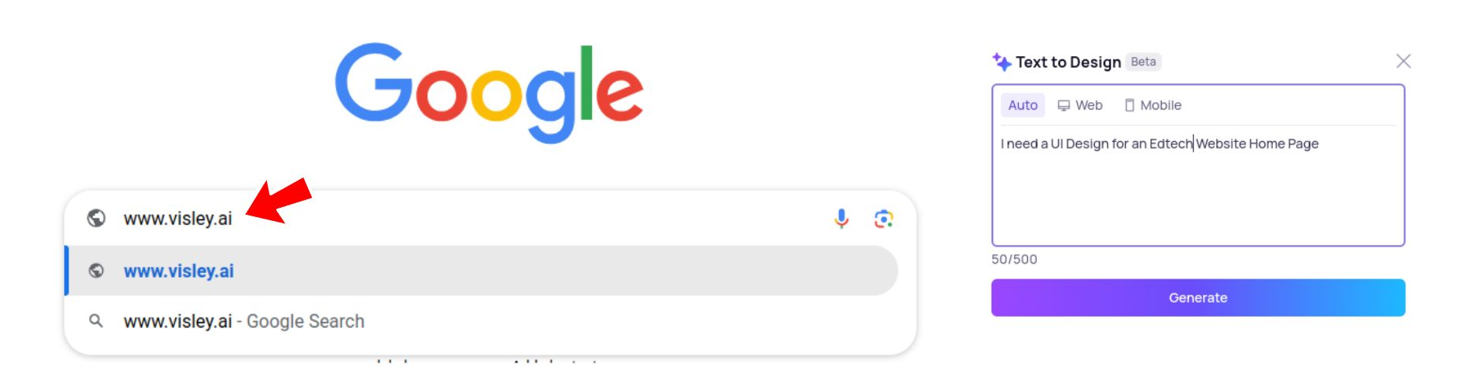 Google
www.visley.ai
www.visley.ai
www.visley.ai - Google Search
Text to Design Beta
Auto Web Mobile
I need a UI Design for an Edtech Website Home Page
50/500
Generate